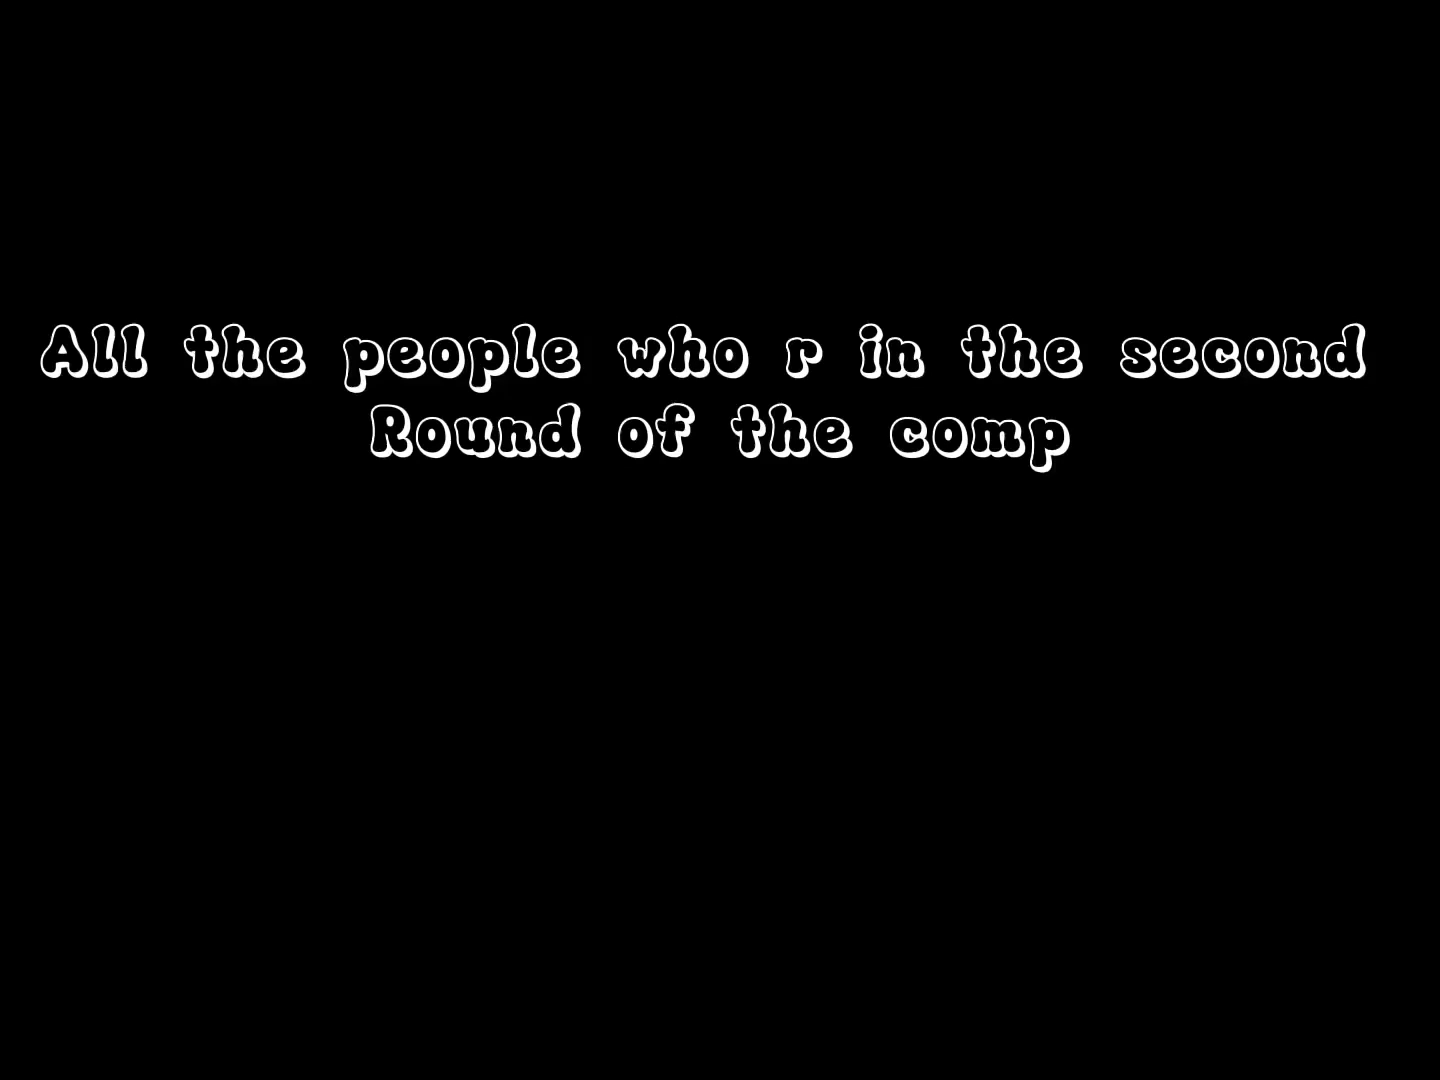 All the people who r in the second
Round of the comp